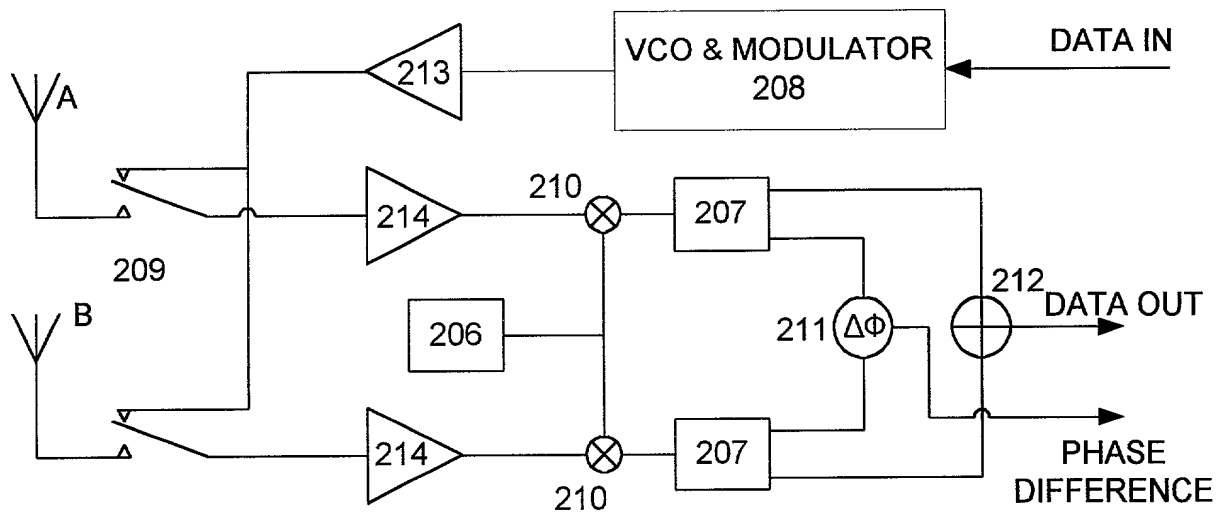 VCO & MODULATOR
208
DATA IN
213
A
210
214
207
209
B
212
DATA OUT
206
211
ΔΦ
214
207
210
PHASE
DIFFERENCE